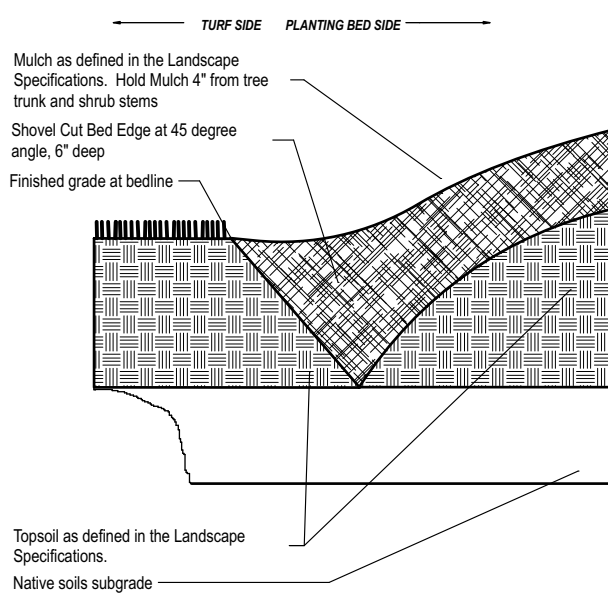 TURF SIDE PLANTING BED SIDE
Mulch as defined in the Landscape
Specifications. Hold Mulch 4" from tree
trunk and shrub stems
Shovel Cut Bed Edge at 45 degree
angle, 6" deep
Finished grade at bedline
Topsoil as defined in the Landscape
Specifications.
Native soils subgrade